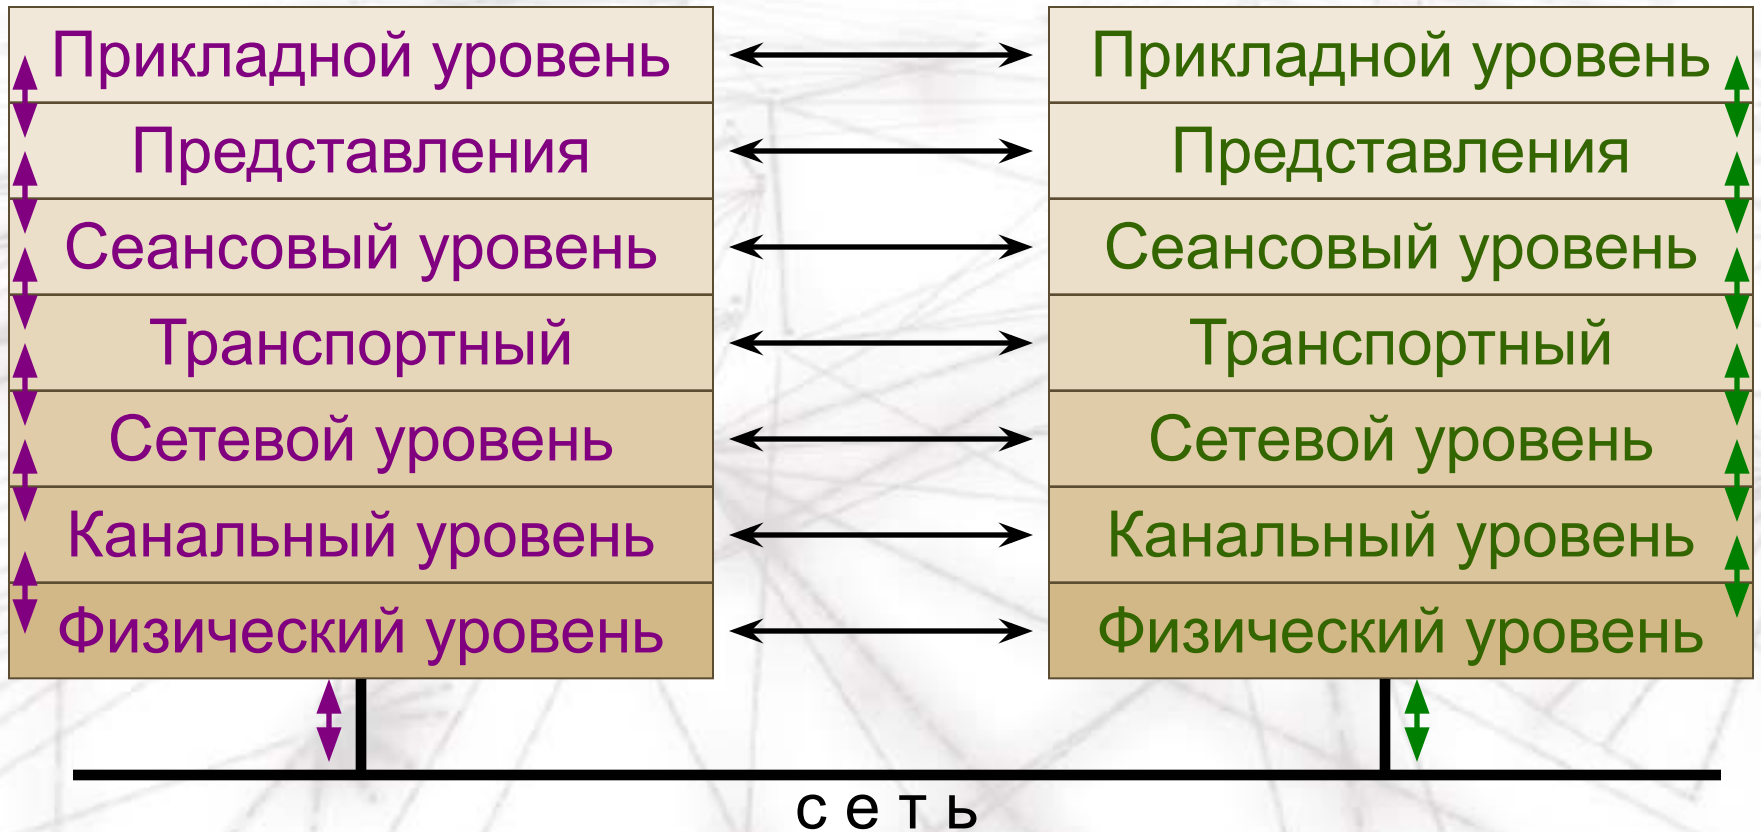 Прикладной уровень
Представления
Сеансовый уровень
Транспортный
Сетевой уровень
Канальный уровень
Физический уровень
Прикладной уровень
Представления
Сеансовый уровень
Транспортный
Сетевой уровень
Канальный уровень
Физический уровень
с е т ь